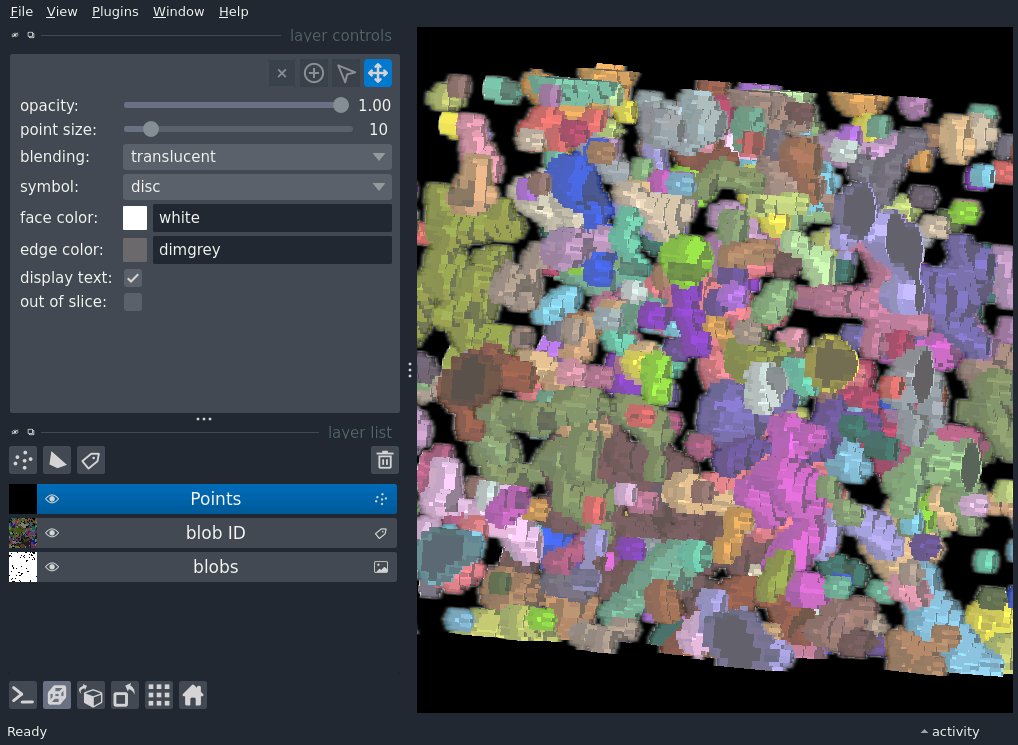 File View Plugins Window Help
layer controls
opacity: 1.00
point size: 10
blending: translucent
symbol: disc
face color: white
edge color: dimgrey
display text:
out of slice:
layer list
Points
blob ID
blobs
Ready activity